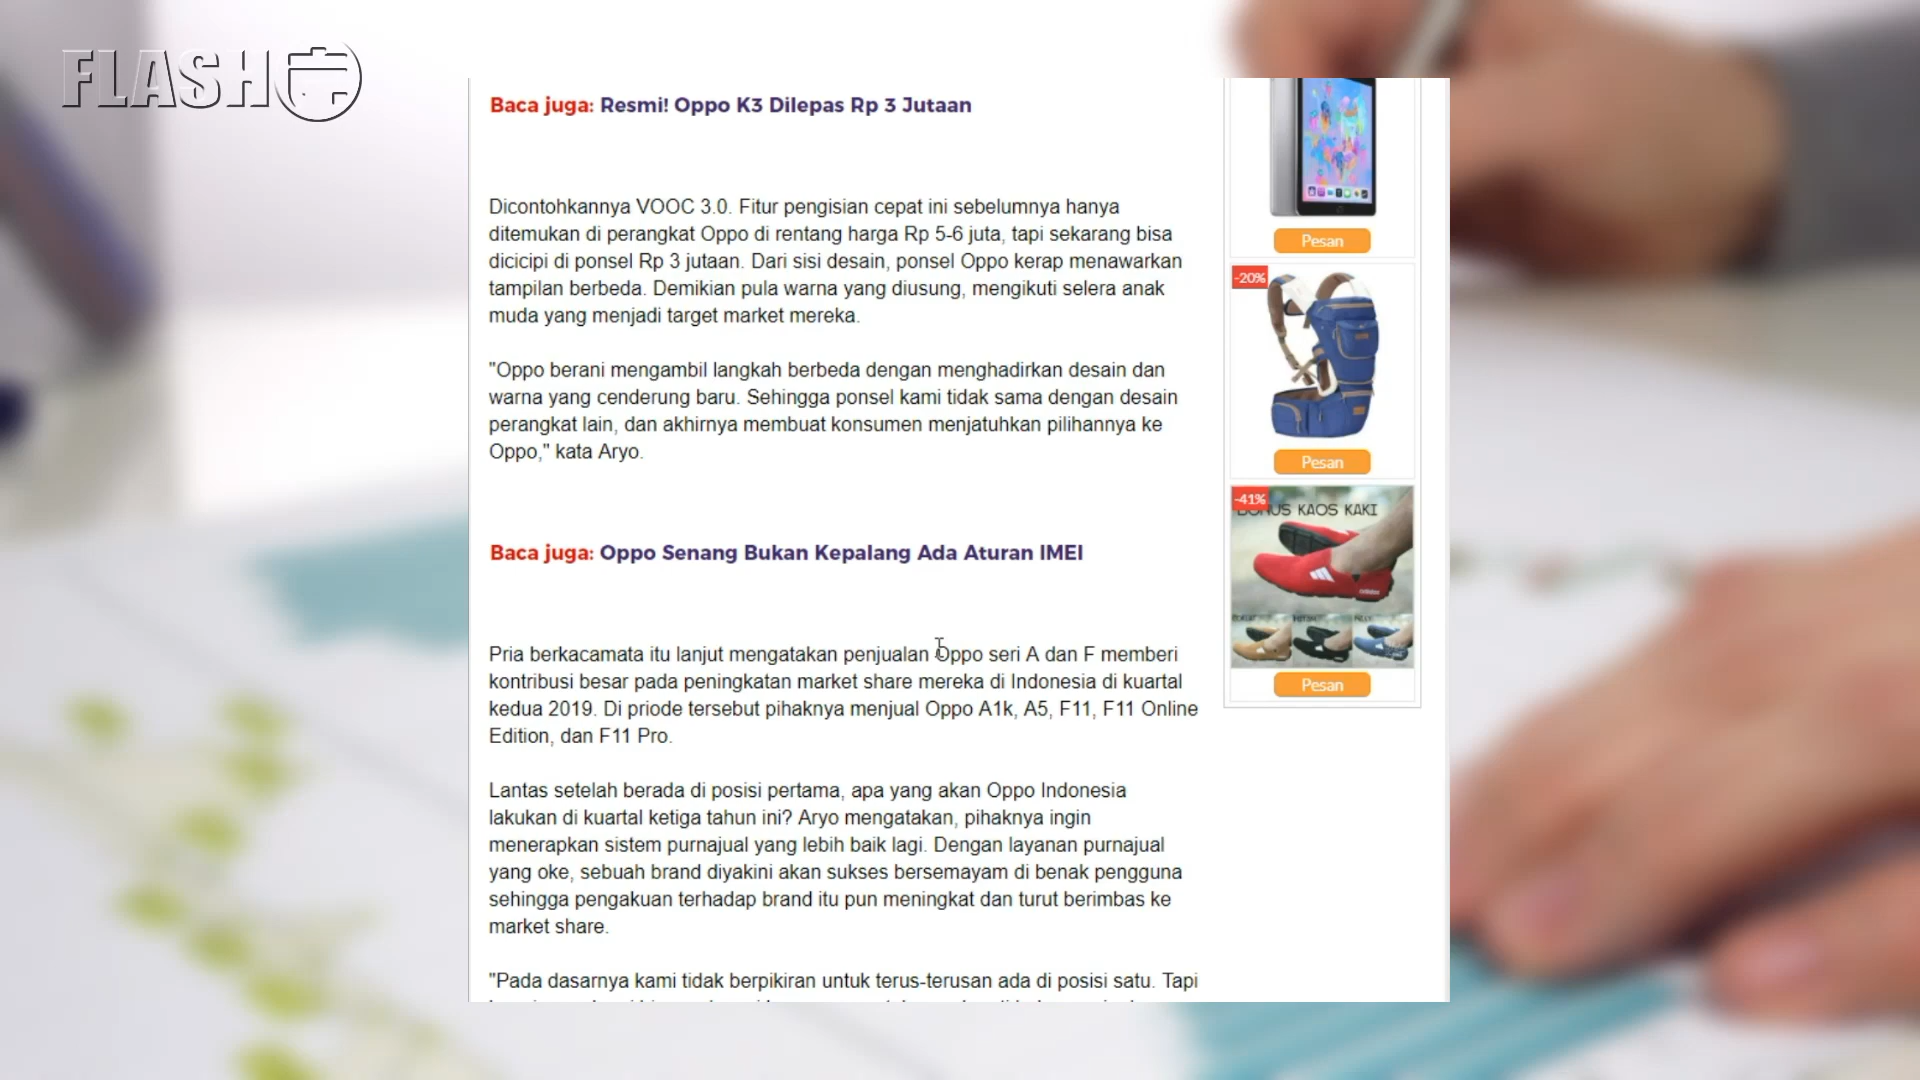 FLASH
Baca juga: Resmi! Oppo K3 Dilepas Rp 3 Jutaan
Dicontohkannya VOOC 3.0. Fitur pengisian cepat ini sebelumnya hanya
ditemukan di perangkat Oppo di rentang harga Rp 5-6 juta, tapi sekarang bisa
dicicipi di ponsel Rp 3 jutaan. Dari sisi desain, ponsel Oppo kerap menawarkan
tampilan berbeda. Demikian pula warna yang diusung, mengikuti selera anak
muda yang menjadi target market mereka.
"Oppo berani mengambil langkah berbeda dengan menghadirkan desain dan
warna yang cenderung baru. Sehingga ponsel kami tidak sama dengan desain
perangkat lain, dan akhirnya membuat konsumen menjatuhkan pilihannya ke
Oppo," kata Aryo.
Baca juga: Oppo Senang Bukan Kepalang Ada Aturan IMEI
Pria berkacamata itu lanjut mengatakan penjualan Oppo seri A dan F memberi
kontribusi besar pada peningkatan market share mereka di Indonesia di kuartal
kedua 2019. Di priode tersebut pihaknya menjual Oppo A1k, A5, F11, F11 Online
Edition, dan F11 Pro.
Lantas setelah berada di posisi pertama, apa yang akan Oppo Indonesia
lakukan di kuartal ketiga tahun ini? Aryo mengatakan, pihaknya ingin
menerapkan sistem purnajual yang lebih baik lagi. Dengan layanan purnajual
yang oke, sebuah brand diyakini akan sukses bersemayam di benak pengguna
sehingga pengakuan terhadap brand itu pun meningkat dan turut berimbas ke
market share.
"Pada dasarnya kami tidak berpikiran untuk terus-terusan ada di posisi satu. Tapi
Pesan
-20%
Pesan
-41%
BONUS KAOS KAKI
Pesan